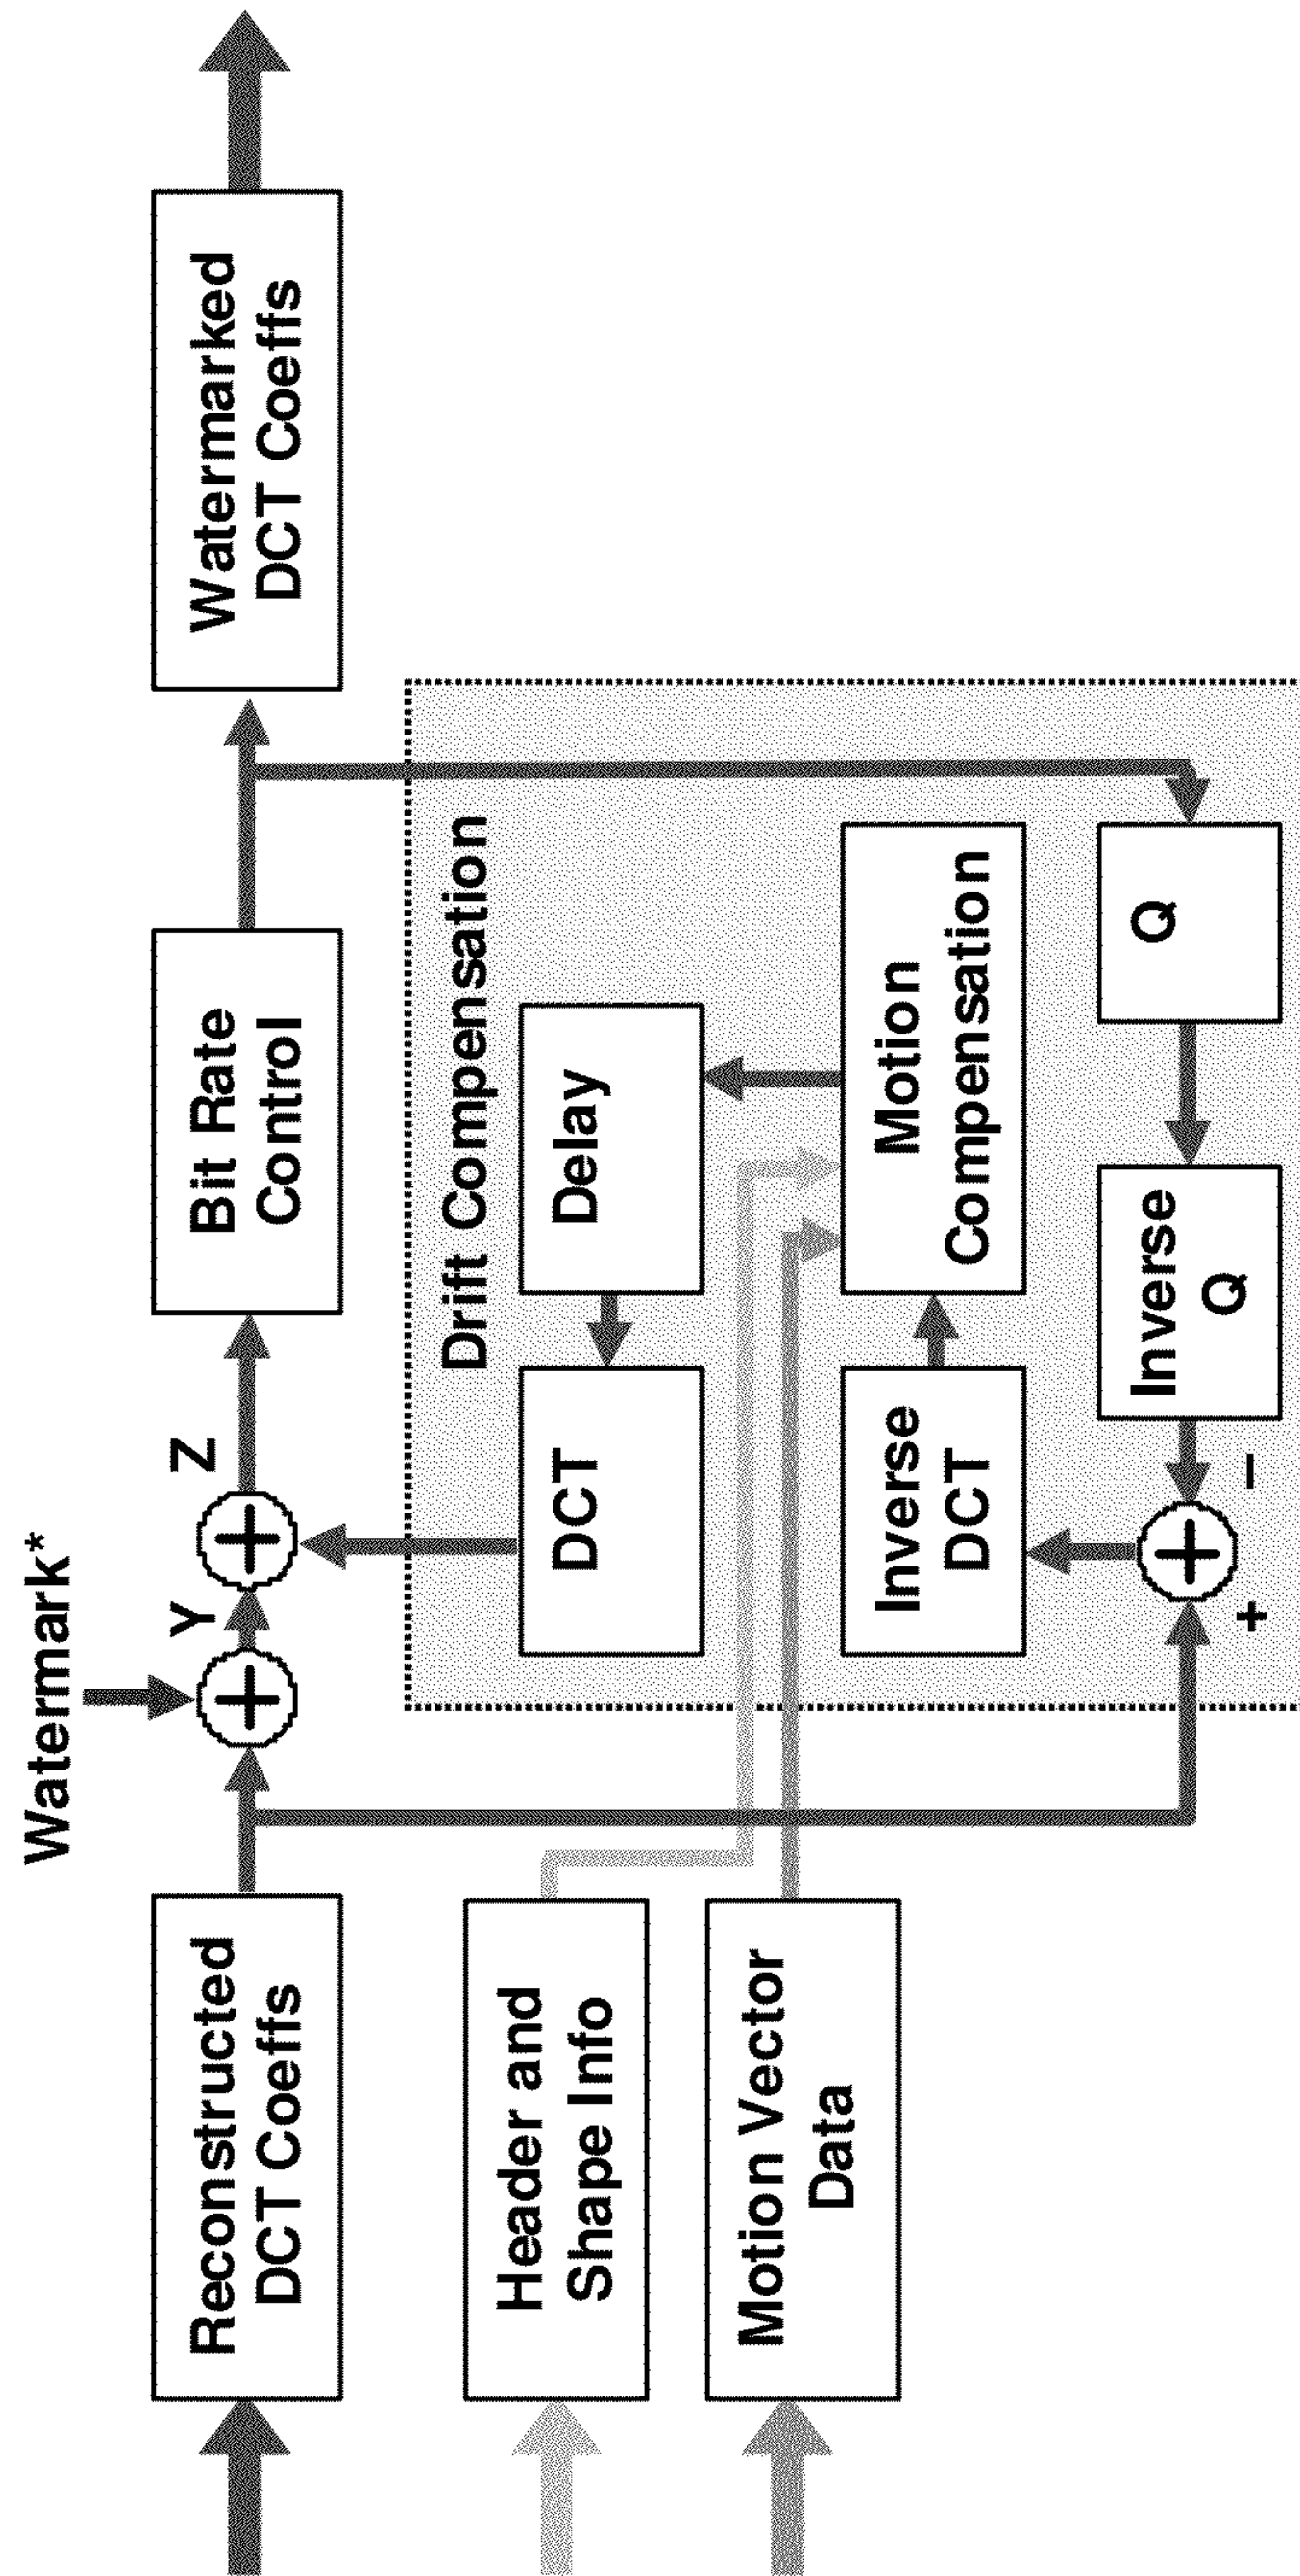 Watermark*
Reconstructed
DCT Coeffs
+
Y
+
Z
Bit Rate
Control
Watermarked
DCT Coeffs
Drift Compensation
Header and
Shape Info
DCT
Delay
Motion Vector
Data
Inverse
DCT
Motion
Compensation
+
+
−
Inverse
Q
Q